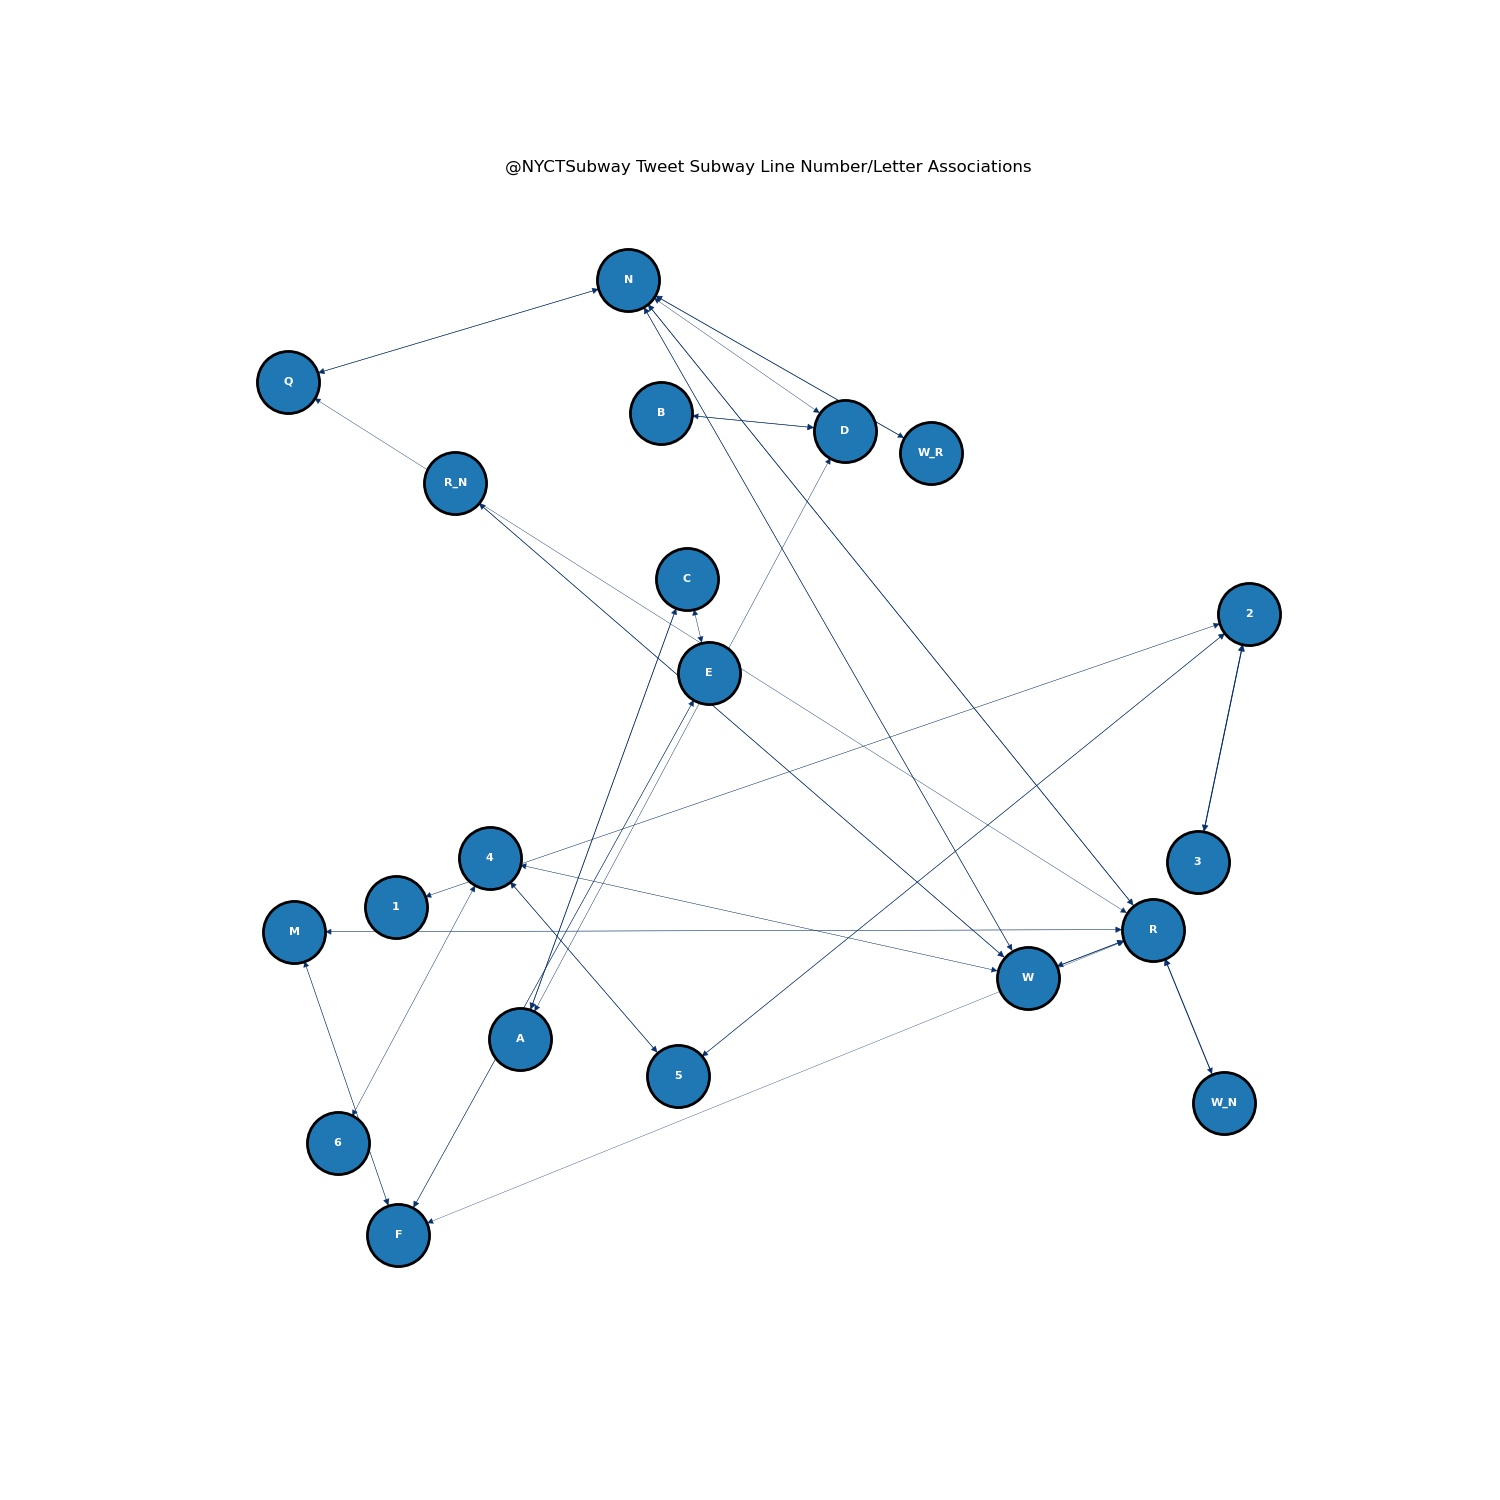 @NYCTSubway Tweet Subway Line Number/Letter Associations
N
Q
B
D
W_R
R_N
C
2
E
4
3
1
M
R
W
A
5
W_N
6
F